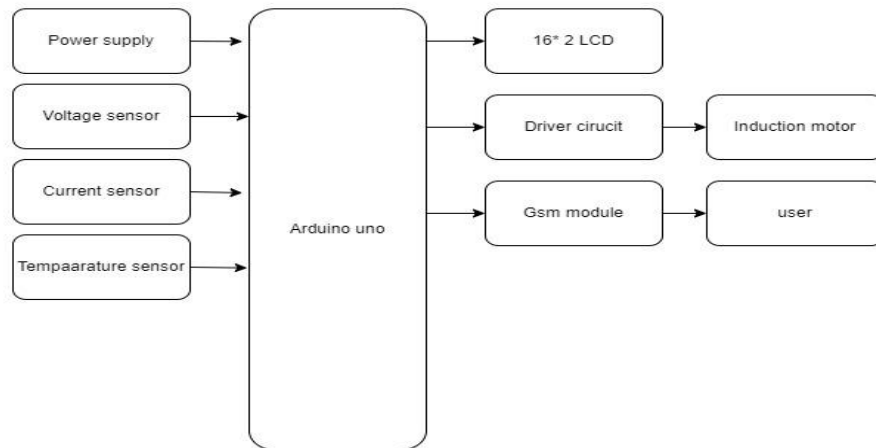 Power supply
Voltage sensor
Current sensor
Tempaarature sensor
Arduino uno
16* 2 LCD
Driver cirucit
Induction motor
Gsm module
user